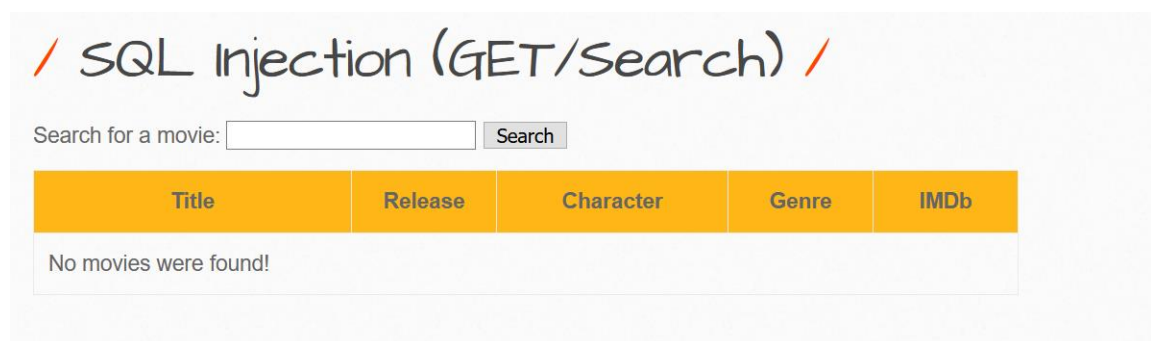 / SQL Injection (GET/Search) /
Search for a movie: Search
Title Release Character Genre IMDb
No movies were found!